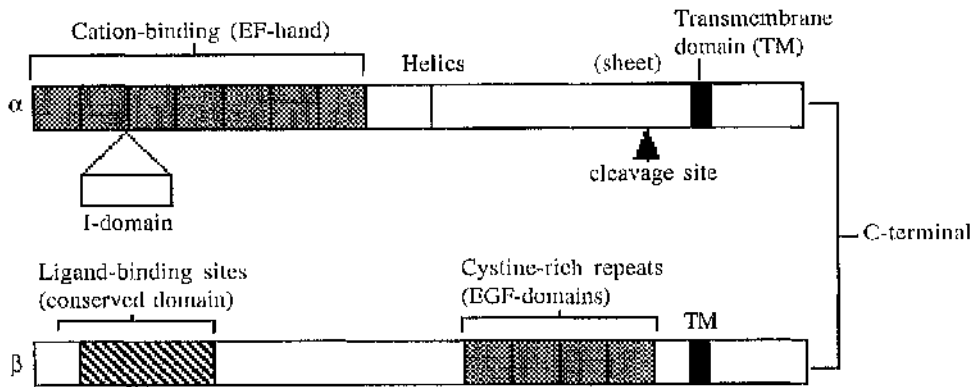 Cation-binding (EF-hand)
Transmembrane
domain (TM)
Helics
(sheet)
α
cleavage site
I-domain
C-terminal
Ligand-binding sites
(conserved domain)
Cystine-rich repeats
(EGF-domains)
TM
β